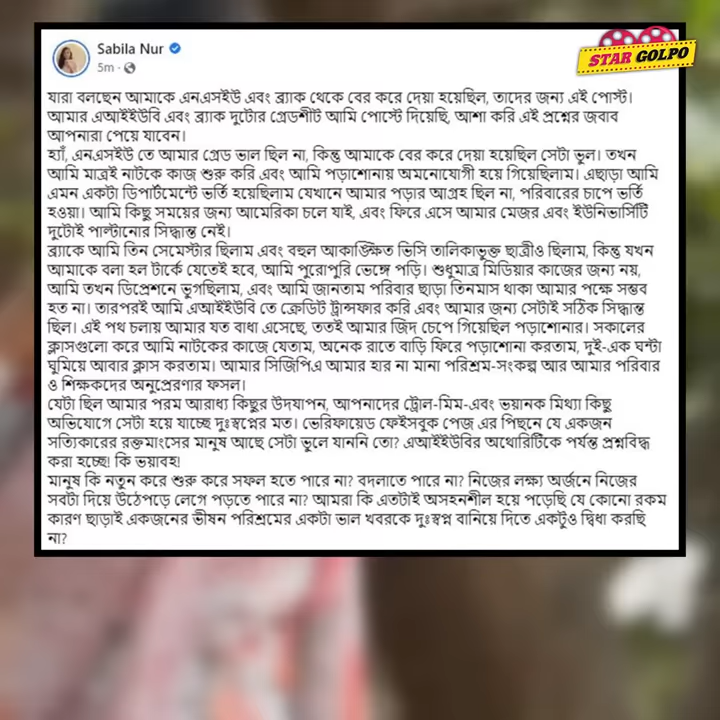 Sabila Nur
5m ·
STAR GOLPO
যারা বলছেন আমাকে এনএসইউ এবং ব্র্যাক থেকে বের করে দেয়া হয়েছিল, তাদের জন্য এই পোস্ট।
আমার এআইইউবি এবং ব্র্যাক দুটোর গ্রেডশীট আমি পোস্টে দিয়েছি, আশা করি এই প্রশ্নের জবাব
আপনারা পেয়ে যাবেন।
হ্যাঁ, এনএসইউ তে আমার গ্রেড ভাল ছিল না, কিন্তু আমাকে বের করে দেয়া হয়েছিল সেটা ভুল। তখন
আমি মাত্রই নাটকে কাজ শুরু করি এবং আমি পড়াশোনায় অমনোযোগী হয়ে গিয়েছিলাম। এছাড়া আমি
এমন একটা ডিপার্টমেন্টে ভর্তি হয়েছিলাম যেখানে আমার পড়ার আগ্রহ ছিল না, পরিবারের চাপে ভর্তি
হওয়া। আমি কিছু সময়ের জন্য আমেরিকা চলে যাই, এবং ফিরে এসে আমার মেজর এবং ইউনিভার্সিটি
দুটোই পাল্টানোর সিদ্ধান্ত নেই।
ব্র্যাকে আমি তিন সেমেস্টার ছিলাম এবং বহুল আকাঙ্ক্ষিত ভিসি তালিকাভুক্ত ছাত্রীও ছিলাম, কিন্তু যখন
আমাকে বলা হল টার্কে যেতেই হবে, আমি পুরোপুরি ভেঙ্গে পড়ি। শুধুমাত্র মিডিয়ার কাজের জন্য নয়,
আমি তখন ডিপ্রেশনে ভুগছিলাম, এবং আমি জানতাম পরিবার ছাড়া তিনমাস থাকা আমার পক্ষে সম্ভব
হত না। তারপরই আমি এআইইউবি তে ক্রেডিট ট্রান্সফার করি এবং আমার জন্য সেটাই সঠিক সিদ্ধান্ত
ছিল। এই পথ চলায় আমার যত বাধা এসেছে, ততই আমার জিদ চেপে গিয়েছিল পড়াশোনার। সকালের
ক্লাসগুলো করে আমি নাটকের কাজে যেতাম, অনেক রাতে বাড়ি ফিরে পড়াশোনা করতাম, দুই-এক ঘন্টা
ঘুমিয়ে আবার ক্লাস করতাম। আমার সিজিপিএ আমার হার না মানা পরিশ্রম-সংকল্প আর আমার পরিবার
ও শিক্ষকদের অনুপ্রেরণার ফসল।
যেটা ছিল আমার পরম আরাধ্য কিছুর উদযাপন, আপনাদের ট্রোল-মিম-এবং ভয়ানক মিথ্যা কিছু
অভিযোগে সেটা হয়ে যাচ্ছে দুঃস্বপ্নের মত। ভেরিফায়েড ফেইসবুক পেজ এর পিছনে যে একজন
সত্যিকারের রক্তমাংসের মানুষ আছে সেটা ভুলে যাননি তো? এআইইউবির অথোরিটিকে পর্যন্ত প্রশ্নবিদ্ধ
করা হচ্ছে! কি ভয়াবহ!
মানুষ কি নতুন করে শুরু করে সফল হতে পারে না? বদলাতে পারে না? নিজের লক্ষ্য অর্জনে নিজের
সবটা দিয়ে উঠেপড়ে লেগে পড়তে পারে না? আমরা কি এতটাই অসহনশীল হয়ে পড়েছি যে কোনো রকম
কারণ ছাড়াই একজনের ভীষন পরিশ্রমের একটা ভাল খবরকে দুঃস্বপ্ন বানিয়ে দিতে একটুও দ্বিধা করছি
না?